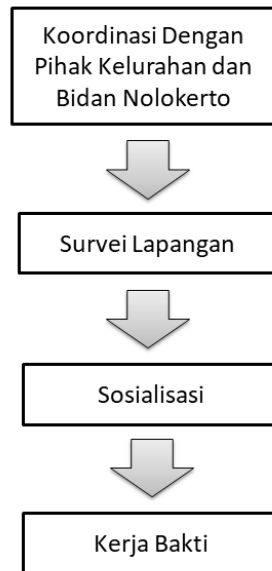 Koordinasi Dengan
Pihak Kelurahan dan
Bidan Nolokerto
Survei Lapangan
Sosialisasi
Kerja Bakti